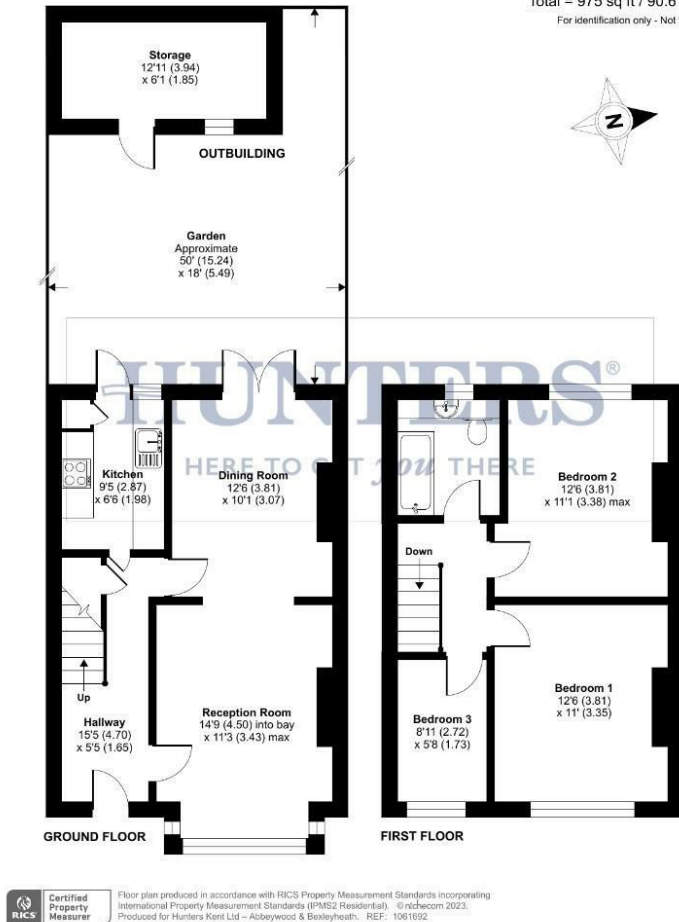 Total = 975 sq ft / 90.6
For identification only - Not
Storage
12'11 (3.94)
x 6'1 (1.85)
OUTBUILDING
N
Garden
Approximate
50' (15.24)
x 18' (5.49)
HUNTERS®
HERE TO GET you THERE
Kitchen
9'5 (2.87)
x 6'6 (1.98)
Dining Room
12'6 (3.81)
x 10'1 (3.07)
Bedroom 2
12'6 (3.81)
x 11'1 (3.38) max
Down
Up
Hallway
15'5 (4.70)
x 5'5 (1.65)
Reception Room
14'9 (4.50) into bay
x 11'3 (3.43) max
Bedroom 3
8'11 (2.72)
x 5'8 (1.73)
Bedroom 1
12'6 (3.81)
x 11' (3.35)
GROUND FLOOR
FIRST FLOOR
RICS
Certified
Property
Measurer
Floor plan produced in accordance with RICS Property Measurement Standards incorporating
International Property Measurement Standards (IPMS2 Residential). ©nichecom 2023.
Produced for Hunters Kent Ltd – Abbeywood & Bexleyheath. REF: 1061692